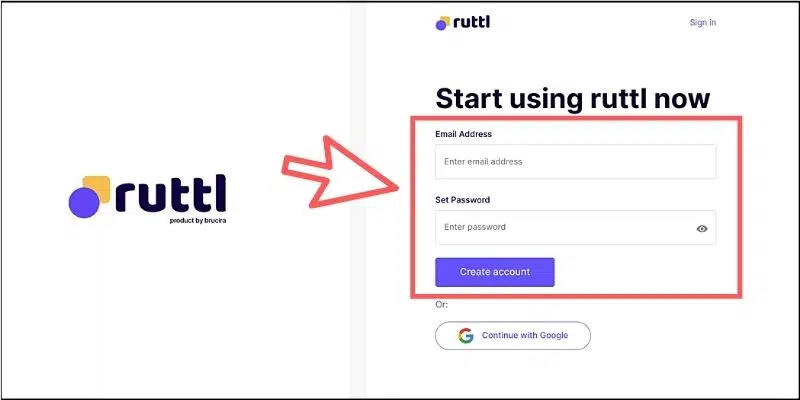 ruttl
product by brucira
ruttl
Sign in
Start using ruttl now
Email Address
Enter email address
Set Password
Enter password
Create account
Or:
Continue with Google